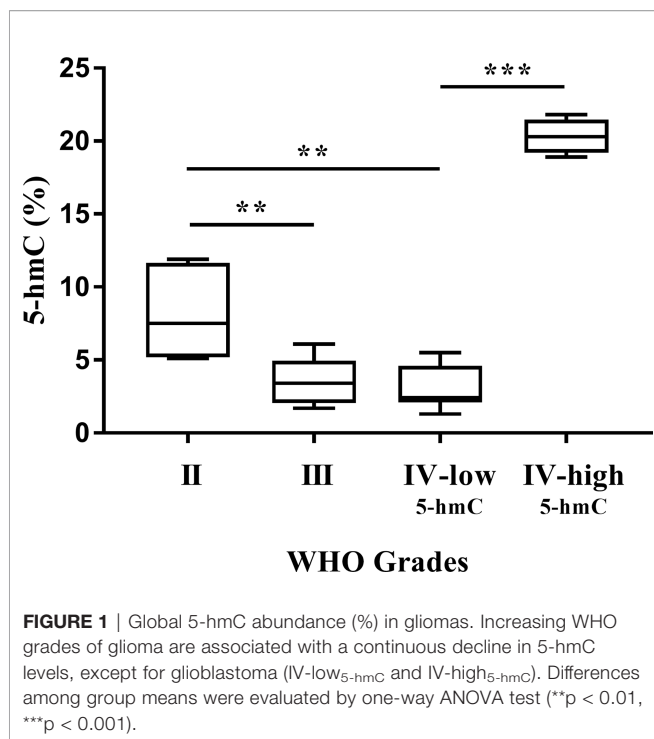 25
20
15
10
5
0
5-hmC (%)
***
**
**
II III IV-low IV-high
5-hmC 5-hmC
WHO Grades
FIGURE 1 | Global 5-hmC abundance (%) in gliomas. Increasing WHO
grades of glioma are associated with a continuous decline in 5-hmC
levels, except for glioblastoma (IV-low5-hmC and IV-high5-hmC). Differences
among group means were evaluated by one-way ANOVA test (**p < 0.01,
***p < 0.001).